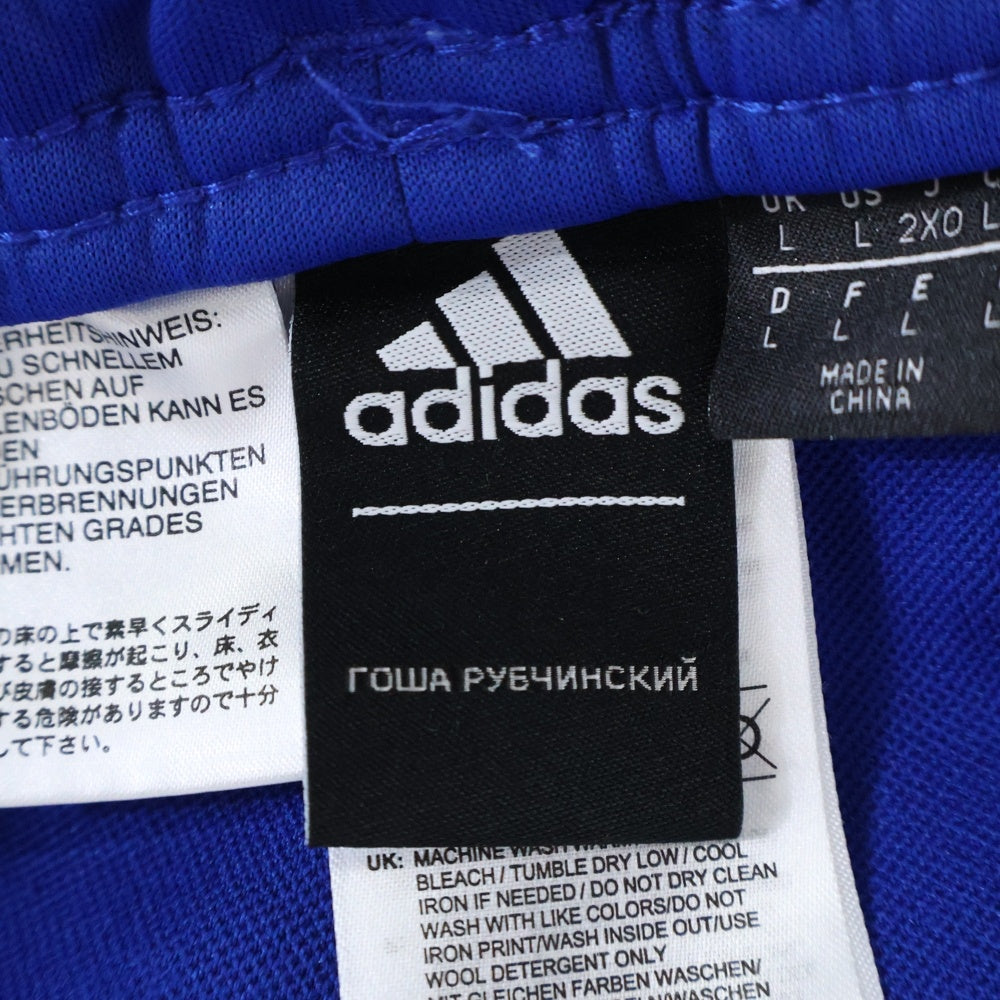 UK US J
L L 2XO L
D F E
L L L L
MADE IN
CHINA
adidas
ГОША РУБЧИНСКИЙ
ERHEITSHINWEIS:
ZU SCHNELLEM
SCHEN AUF
LENBÖDEN KANN ES
EN
ÜHRUNGSPUNKTEN
ERBRENNUNGEN
HTEN GRADES
MEN.
の床の上で素早くスライディ
すると摩擦が起こり、床、衣
び皮膚の接するところでやけ
する危険がありますので十分
して下さい。
UK: MACHINE WASH WARM
BLEACH / TUMBLE DRY LOW / COOL
IRON IF NEEDED / DO NOT DRY CLEAN
WASH WITH LIKE COLORS/DO NOT
IRON PRINT/WASH INSIDE OUT/USE
WOOL DETERGENT ONLY
MIT GLEICHEN FARBEN WASCHEN/